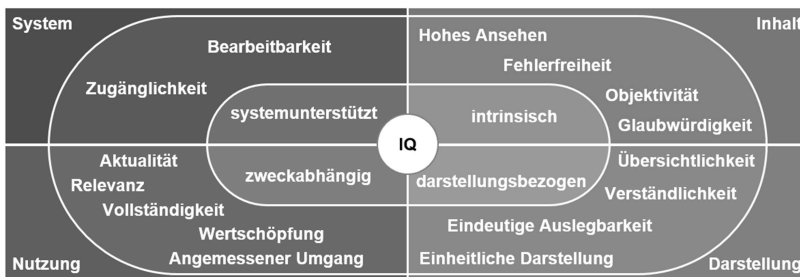 System
Bearbeitbarkeit
Zugänglichkeit
systemunterstützt
Hohes Ansehen
Inhalt
Fehlerfreiheit
Objektivität
intrinsisch
Glaubwürdigkeit
IQ
Aktualität
Relevanz
zweckabhängig
Vollständigkeit
Wertschöpfung
Angemessener Umgang
Nutzung
Übersichtlichkeit
darstellungsbezogen
Verständlichkeit
Eindeutige Auslegbarkeit
Einheitliche Darstellung
Darstellung